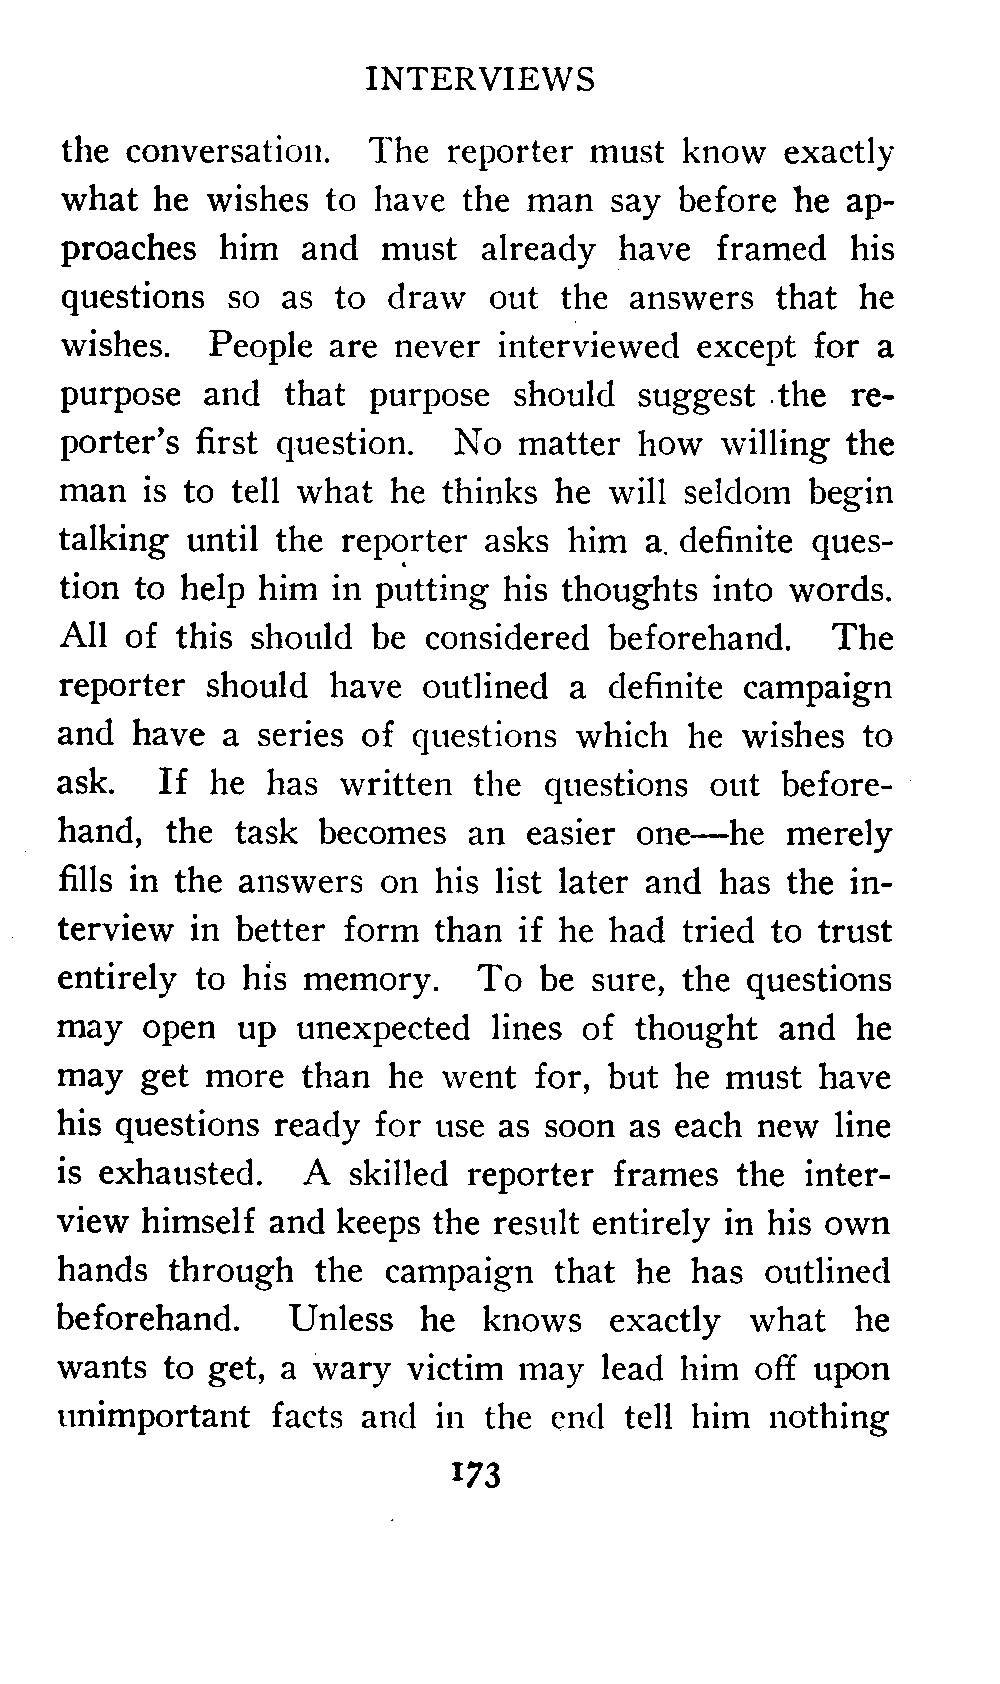 INTERVIEWS
the conversation. The reporter must know exactly
what he wishes to have the man say before he ap-
proaches him and must already have framed his
questions so as to draw out the answers that he
wishes. People are never interviewed except for a
purpose and that purpose should suggest the re-
porter's first question. No matter how willing the
man is to tell what he thinks he will seldom begin
talking until the reporter asks him a definite ques-
tion to help him in putting his thoughts into words.
All of this should be considered beforehand. The
reporter should have outlined a definite campaign
and have a series of questions which he wishes to
ask. If he has written the questions out before-
hand, the task becomes an easier one—he merely
fills in the answers on his list later and has the in-
terview in better form than if he had tried to trust
entirely to his memory. To be sure, the questions
may open up unexpected lines of thought and he
may get more than he went for, but he must have
his questions ready for use as soon as each new line
is exhausted. A skilled reporter frames the inter-
view himself and keeps the result entirely in his own
hands through the campaign that he has outlined
beforehand. Unless he knows exactly what he
wants to get, a wary victim may lead him off upon
unimportant facts and in the end tell him nothing
173